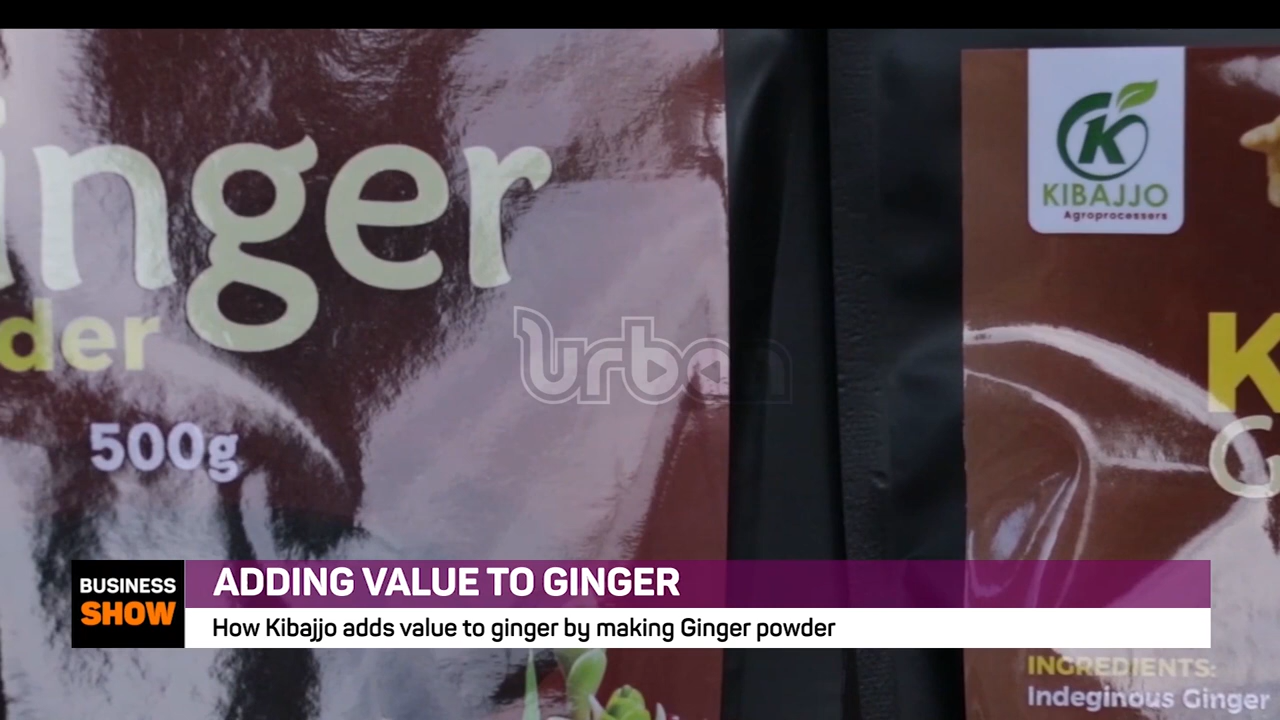 inger
der
500g
K
KIBAJJO
Agroprocessers
K
G
urban
BUSINESS
SHOW
ADDING VALUE TO GINGER
How Kibajjo adds value to ginger by making Ginger powder
INGREDIENTS:
Indeginous Ginger